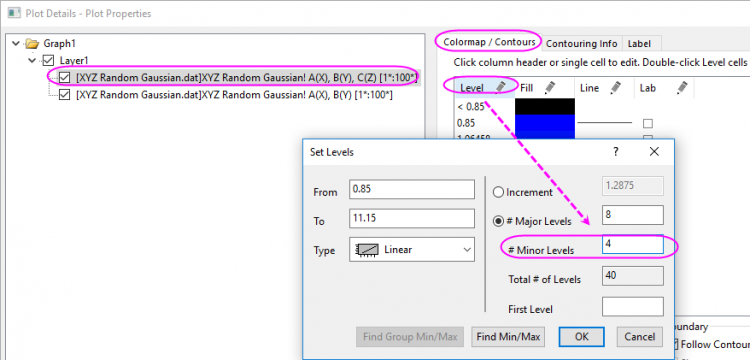 Plot Details - Plot Properties
Graph1
Layer1
[XYZ Random Gaussian.dat]XYZ Random Gaussian! A(X), B(Y), C(Z) [1*:100*]
[XYZ Random Gaussian.dat]XYZ Random Gaussian! A(X), B(Y) [1*:100*]
Colormap / Contours Contouring Info Label
Click column header or single cell to edit. Double-click Level cells
Level Fill Line Lab
< 0.85
0.85
1.06458
Set Levels ? ×
From 0.85
To 11.15
Type Linear
Increment 1.2875
# Major Levels 8
# Minor Levels 4
Total # of Levels 40
First Level
Find Group Min/Max Find Min/Max OK Cancel
Follow Contou